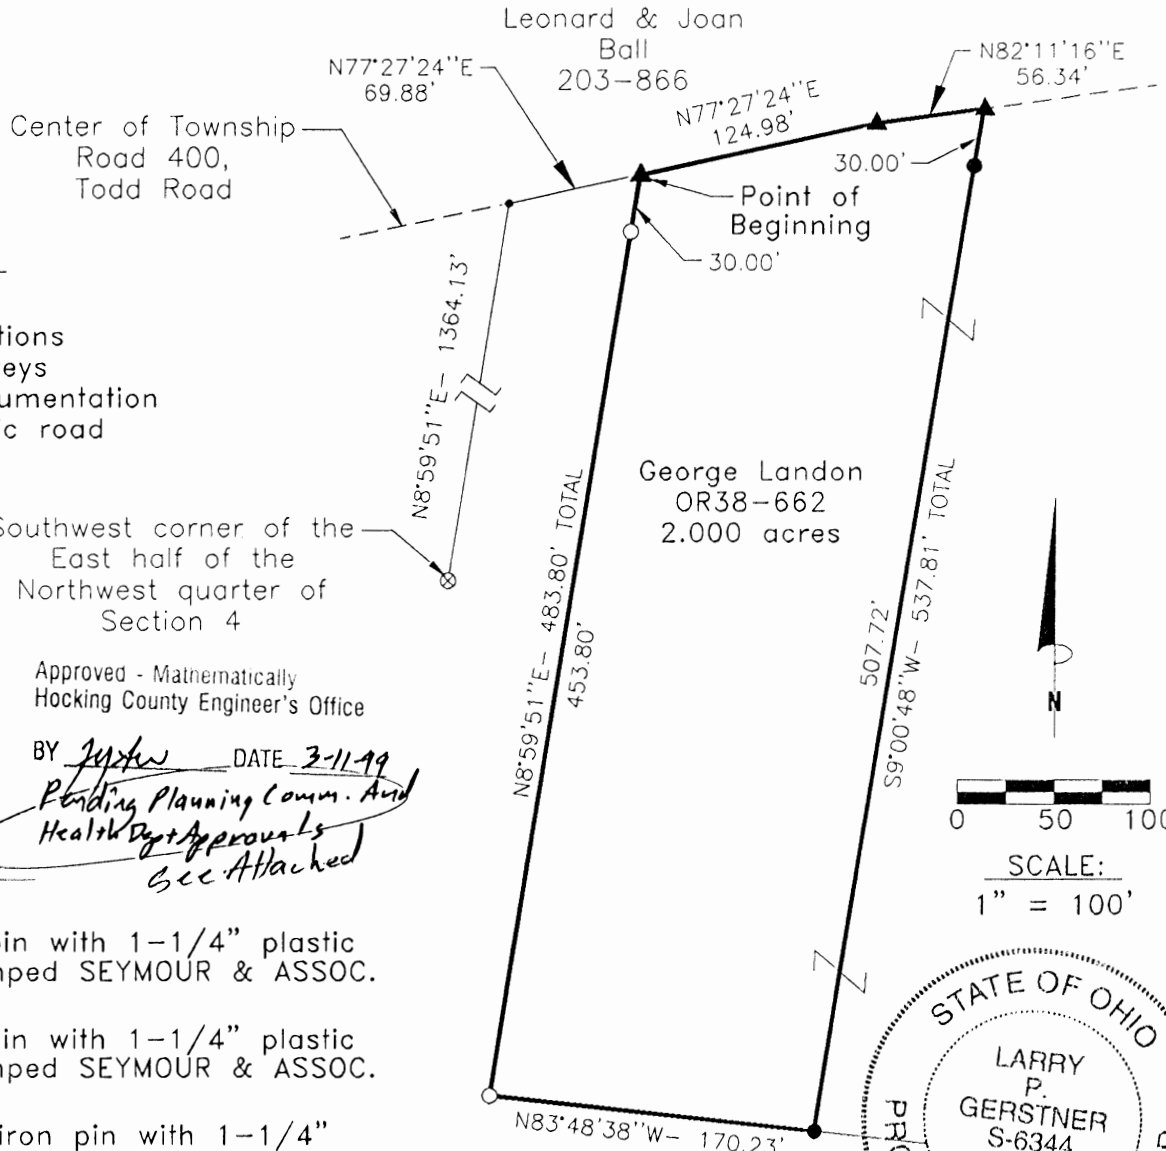 Leonard & Joan
Ball
203-866
N77°27'24"E
69.88'
N82°11'16"E
56.34'
N77°27'24"E
124.98'
Center of Township
Road 400,
Todd Road
30.00'
Point of
Beginning
30.00'
N8°59'51"E- 1364.13'
tions
eys
umentation
ic road
George Landon
OR38-662
2.000 acres
Southwest corner of the
East half of the
Northwest quarter of
Section 4
N8°59'51"E- 483.80' TOTAL
453.80'
507.72'
S9°00'48"W- 537.81' TOTAL
N
Approved - Mathematically
Hocking County Engineer's Office
BY DATE 3-11-99
Pending Planning Comm. And
Health Dept Approvals
See Attached
0 50 100
SCALE:
1" = 100'
pin with 1-1/4" plastic
mped SEYMOUR & ASSOC.
in with 1-1/4" plastic
mped SEYMOUR & ASSOC.
iron pin with 1-1/4"
N83°48'38"W- 170.23'
STATE OF OHIO
LARRY
P.
GERSTNER
S-6344
PRO